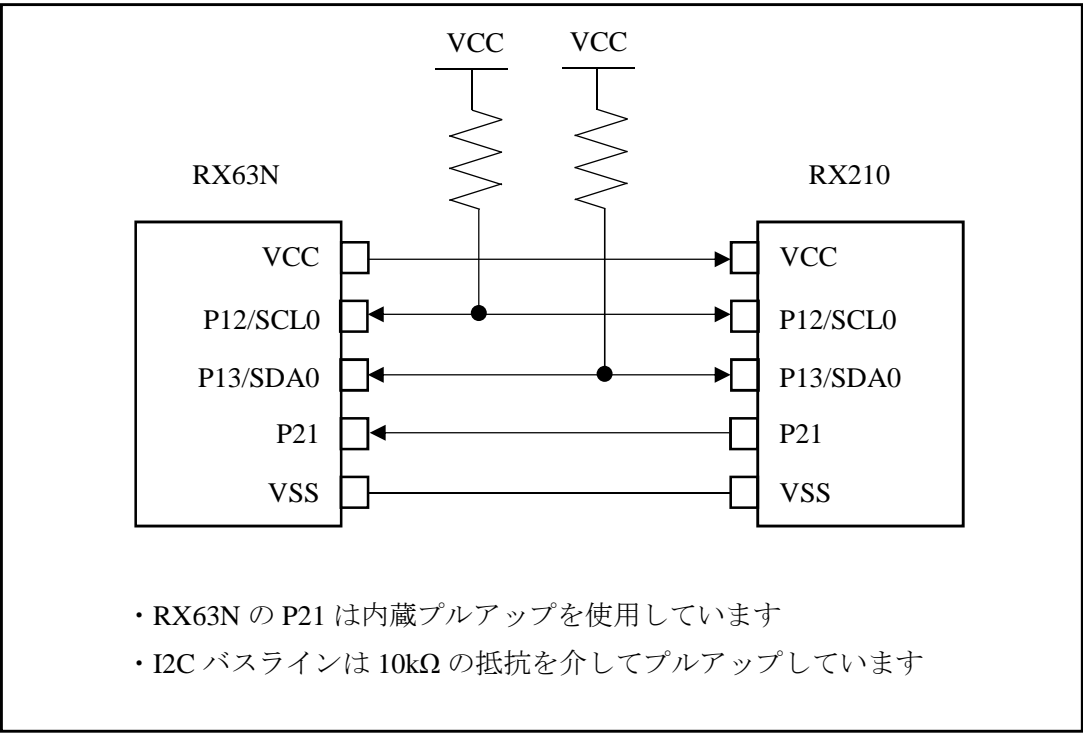 VCC VCC
RX63N RX210
VCC VCC
P12/SCL0 P12/SCL0
P13/SDA0 P13/SDA0
P21 P21
VSS VSS
・RX63N の P21 は内蔵プルアップを使用しています
・I2C バスラインは 10kΩ の抵抗を介してプルアップしています